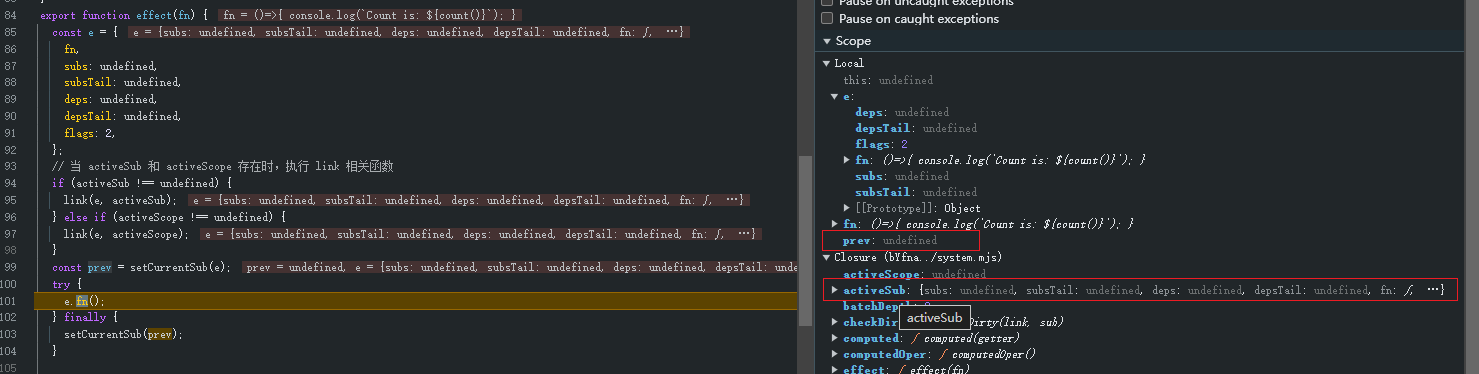 84 export function effect(fn) { fn = ()=>{ console.log(`Count is: ${count()}`); }
85 const e = { e = {subs: undefined, subsTail: undefined, deps: undefined, depsTail: undefined, fn: ƒ, …}
86 fn,
87 subs: undefined,
88 subsTail: undefined,
89 deps: undefined,
90 depsTail: undefined,
91 flags: 2,
92 };
93 // 当 activeSub 和 activeScope 存在时，执行 link 相关函数
94 if (activeSub !== undefined) {
95 link(e, activeSub); e = {subs: undefined, subsTail: undefined, deps: undefined, depsTail: undefined, fn: ƒ, …}
96 } else if (activeScope !== undefined) {
97 link(e, activeScope); e = {subs: undefined, subsTail: undefined, deps: undefined, depsTail: undefined, fn: ƒ, …}
98 }
99 const prev = setCurrentSub(e); prev = undefined, e = {subs: undefined, subsTail: undefined, deps: undefined, depsTail: unde
100 try {
101 e.fn();
102 } finally {
103 setCurrentSub(prev);
104 }
105
Pause on uncaught exceptions
Pause on caught exceptions
Scope
Local
this: undefined
e:
deps: undefined
depsTail: undefined
flags: 2
fn: ()=>{ console.log(`Count is: ${count()}`); }
subs: undefined
subsTail: undefined
[[Prototype]]: Object
fn: ()=>{ console.log(`Count is: ${count()}`); }
prev: undefined
Closure (bYfna../system.mjs)
activeScope: undefined
activeSub: {subs: undefined, subsTail: undefined, deps: undefined, depsTail: undefined, fn: ƒ, …}
batchDep
activeSub
checkDir irty(link, sub)
computed: ƒ computed(getter)
computedOper: ƒ computedOper()
effect: ƒ effect(fn)